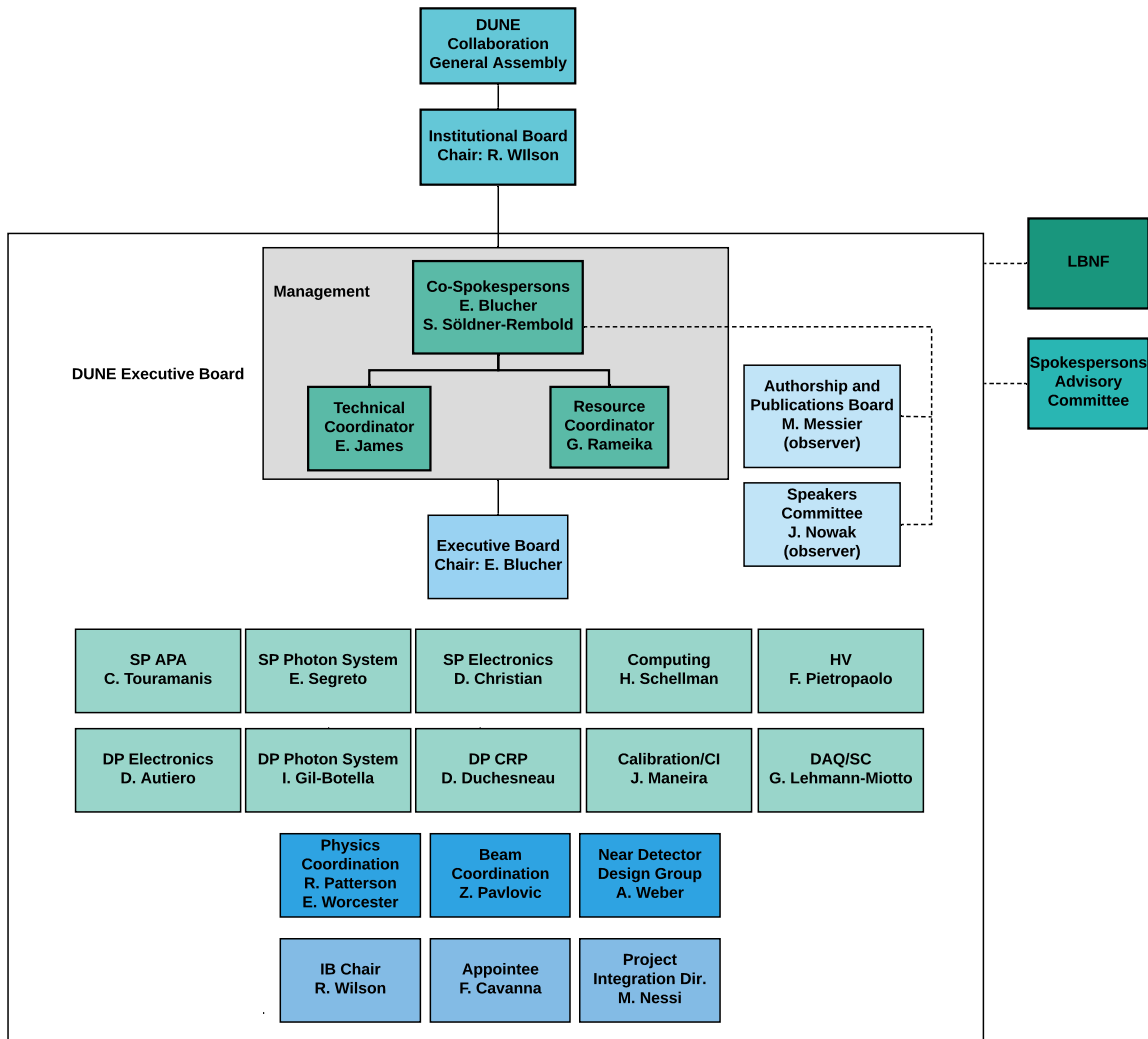 DUNE
Collaboration
General Assembly
Institutional Board
Chair: R. WIlson
LBNF
Management
Co-Spokespersons
E. Blucher
S. Söldner-Rembold
DUNE Executive Board
Spokespersons
Advisory
Committee
Technical
Coordinator
E. James
Resource
Coordinator
G. Rameika
Authorship and
Publications Board
M. Messier
(observer)
Speakers
Committee
J. Nowak
(observer)
Executive Board
Chair: E. Blucher
SP APA
C. Touramanis
SP Photon System
E. Segreto
SP Electronics
D. Christian
Computing
H. Schellman
HV
F. Pietropaolo
DP Electronics
D. Autiero
DP Photon System
I. Gil-Botella
DP CRP
D. Duchesneau
Calibration/CI
J. Maneira
DAQ/SC
G. Lehmann-Miotto
Physics
Coordination
R. Patterson
E. Worcester
Beam
Coordination
Z. Pavlovic
Near Detector
Design Group
A. Weber
IB Chair
R. Wilson
Appointee
F. Cavanna
Project
Integration Dir.
M. Nessi